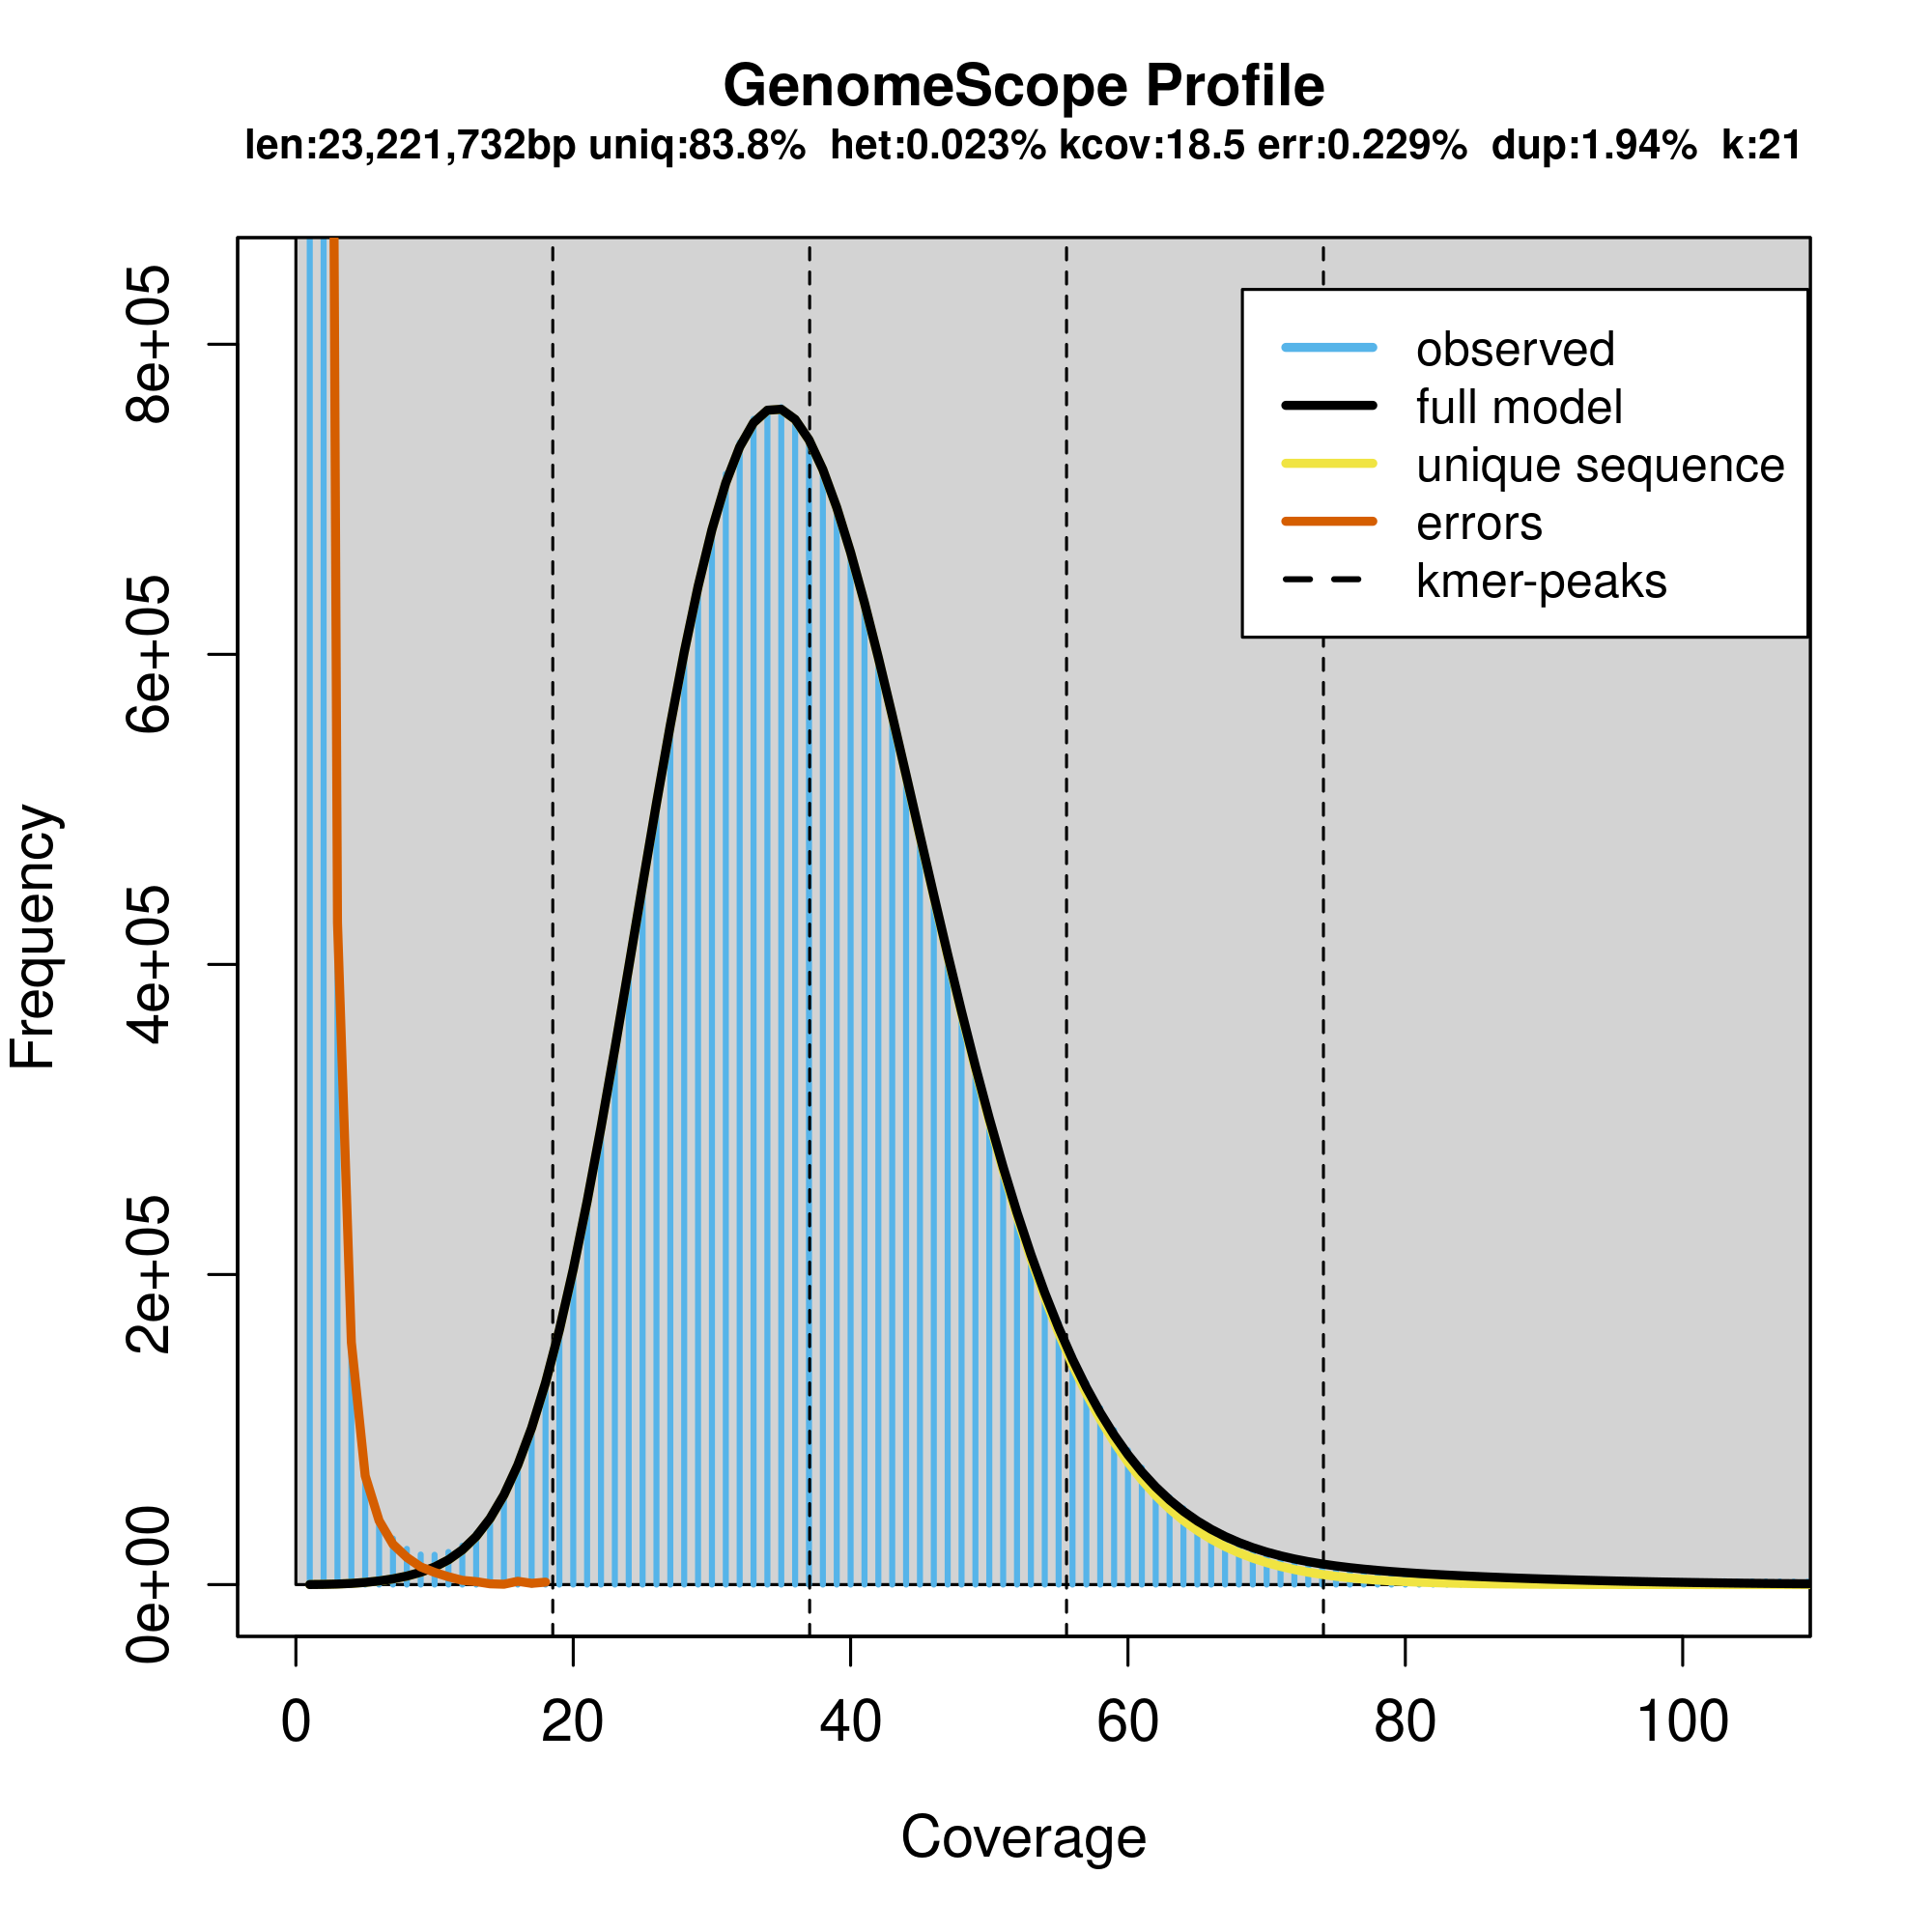 GenomeScope Profile
len:23,221,732bp uniq:83.8% het:0.023% kcov:18.5 err:0.229% dup:1.94% k:21
observed
full model
unique sequence
errors
kmer-peaks
Frequency
8e+05
6e+05
4e+05
2e+05
0e+00
0 20 40 60 80 100
Coverage